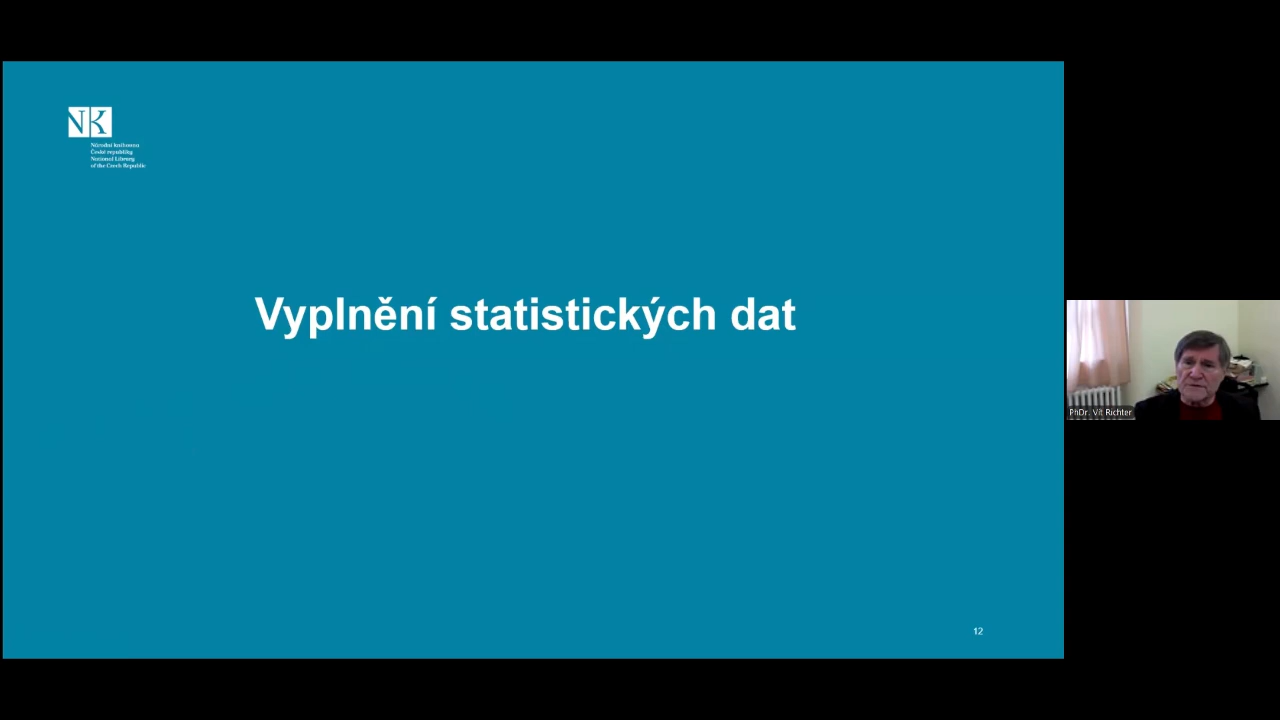 NK
Národní knihovna
České republiky
National Library
of the Czech Republic
Vyplnění statistických dat
12
PhDr. Vít Richter